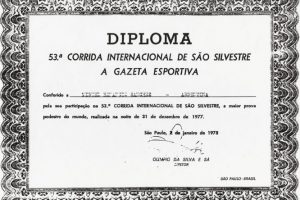 DIPLOMA
53.ª CORRIDA INTERNACIONAL DE SÃO SILVESTRE
A GAZETA ESPORTIVA
Conferido a - ARGENTINA
pela sua participação na 53.ª CORRIDA INTERNACIONAL DE SÃO SILVESTRE, a maior prova
pedestre do mundo, realizada na noite de 31 de dezembro de 1977.
São Paulo, 2 de janeiro de 1978
OLIMPIO DA SILVA E SÁ
DIRETOR
SÃO PAULO - BRASIL